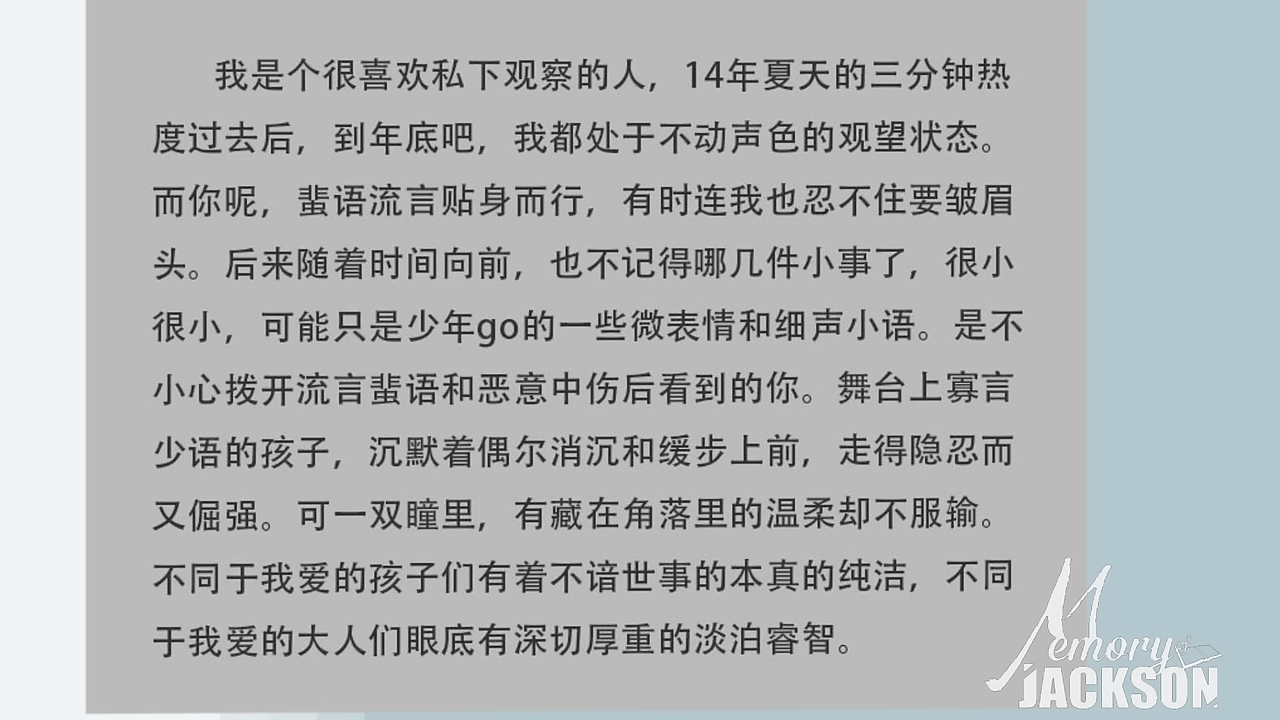 我是个很喜欢私下观察的人，14年夏天的三分钟热
度过去后，到年底吧，我都处于不动声色的观望状态。
而你呢，蜚语流言贴身而行，有时连我也忍不住要皱眉
头。后来随着时间向前，也不记得哪几件小事了，很小
很小，可能只是少年go的一些微表情和细声小语。是不
小心拨开流言蜚语和恶意中伤后看到的你。舞台上寡言
少语的孩子，沉默着偶尔消沉和缓步上前，走得隐忍而
又倔强。可一双瞳里，有藏在角落里的温柔却不服输。
不同于我爱的孩子们有着不谙世事的本真的纯洁，不同
于我爱的大人们眼底有深切厚重的淡泊睿智。
Memory
JACKSON